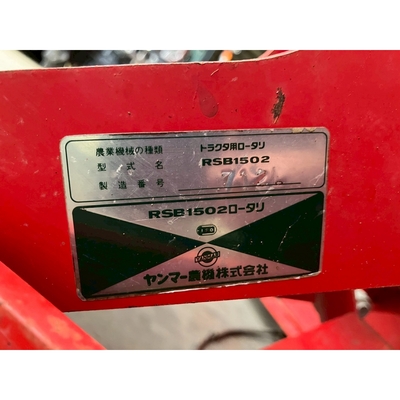 農業機械の種類 トラクタ用ロータリ
型式名 RSB1502
製造番号
RSB1502ロータリ
ヤンマー農機株式会社